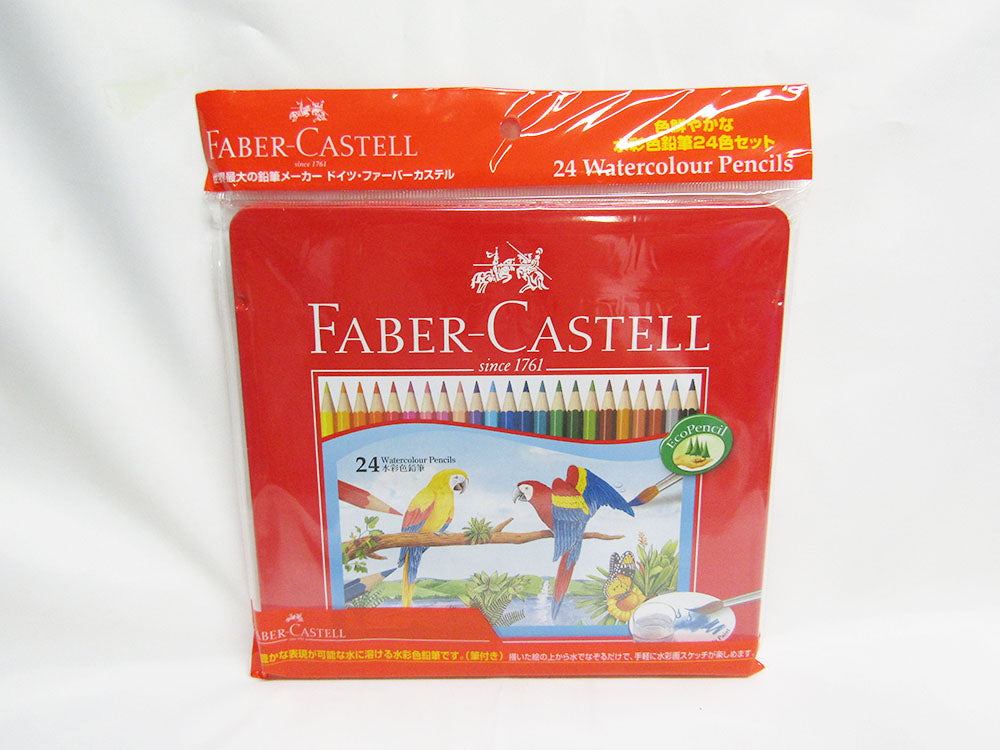 FABER-CASTELL
since 1761
世界最大の鉛筆メーカー ドイツ・ファーバーカステル
色鮮やかな
水彩色鉛筆24色セット
24 Watercolour Pencils
FABER-CASTELL
since 1761
EcoPencil
24 Watercolour Pencils
水彩色鉛筆
ABER-CASTELL
かな表現が可能な水に溶ける水彩色鉛筆です。(筆付き) 描いた絵の上から水でなぞるだけで、手軽に水彩画スケッチが楽しめます。